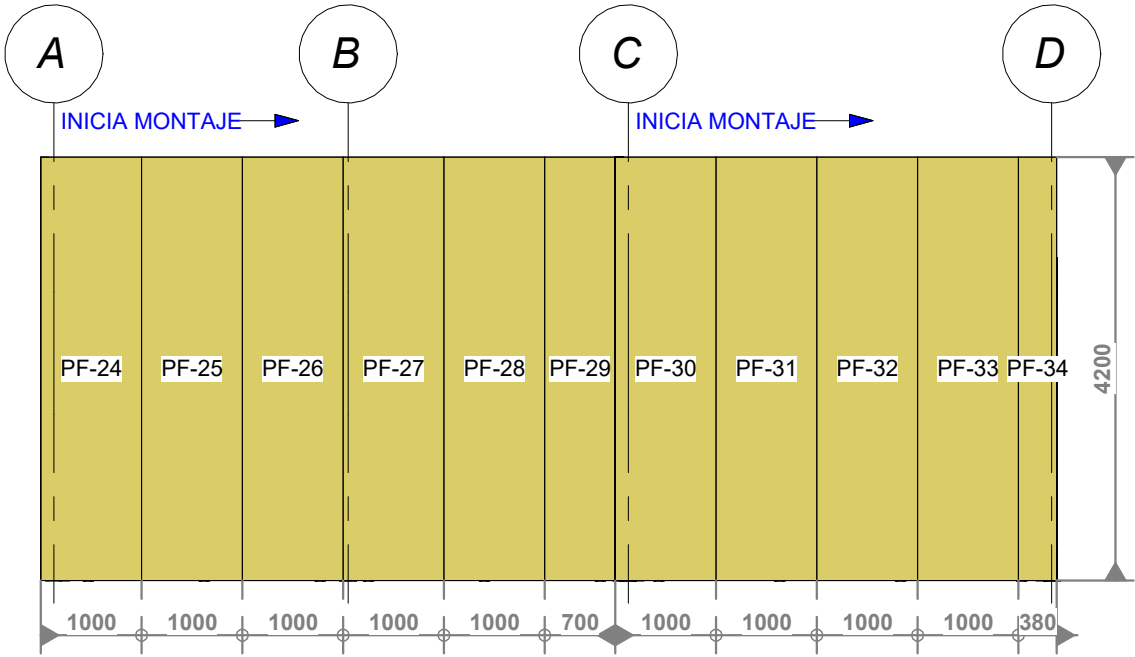 A B C D
INICIA MONTAJE INICIA MONTAJE
PF-24 PF-25 PF-26 PF-27 PF-28 PF-29 PF-30 PF-31 PF-32 PF-33 PF-34
4200
1000 1000 1000 1000 1000 700 1000 1000 1000 1000 380